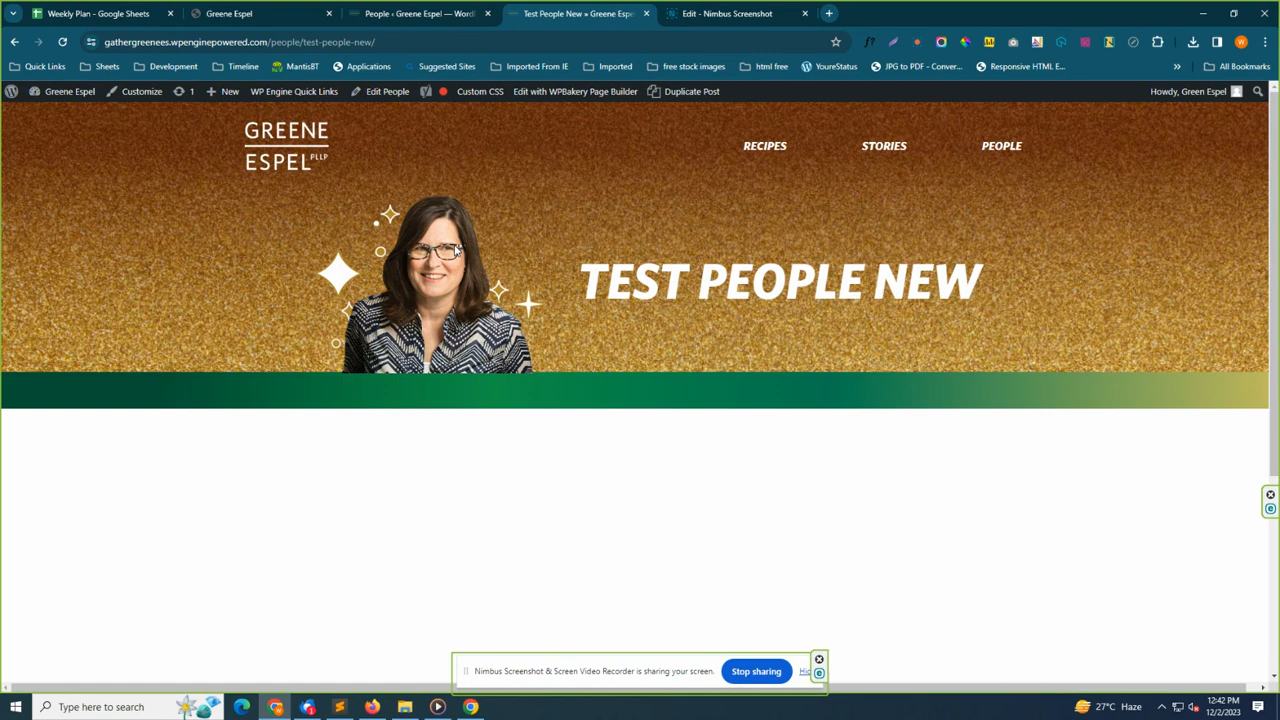 Weekly Plan - Google Sheets
Greene Espel
People ‹ Greene Espel — Word
Test People New » Greene Espe
Edit - Nimbus Screenshot
gathergreenees.wpenginepowered.com/people/test-people-new/
Quick Links
Sheets
Development
Timeline
MantisBT
Applications
Suggested Sites
Imported From IE
Imported
free stock images
html free
YoureStatus
JPG to PDF - Conver...
Responsive HTML E...
»
All Bookmarks
Greene Espel
Customize
1
New
WP Engine Quick Links
Edit People
Custom CSS
Edit with WPBakery Page Builder
Duplicate Post
Howdy, Green Espel
GREENE
ESPEL PLLP
RECIPES
STORIES
PEOPLE
TEST PEOPLE NEW
Nimbus Screenshot & Screen Video Recorder is sharing your screen.
Stop sharing
Hid
Type here to search
27°C Haze
12:42 PM
12/2/2023